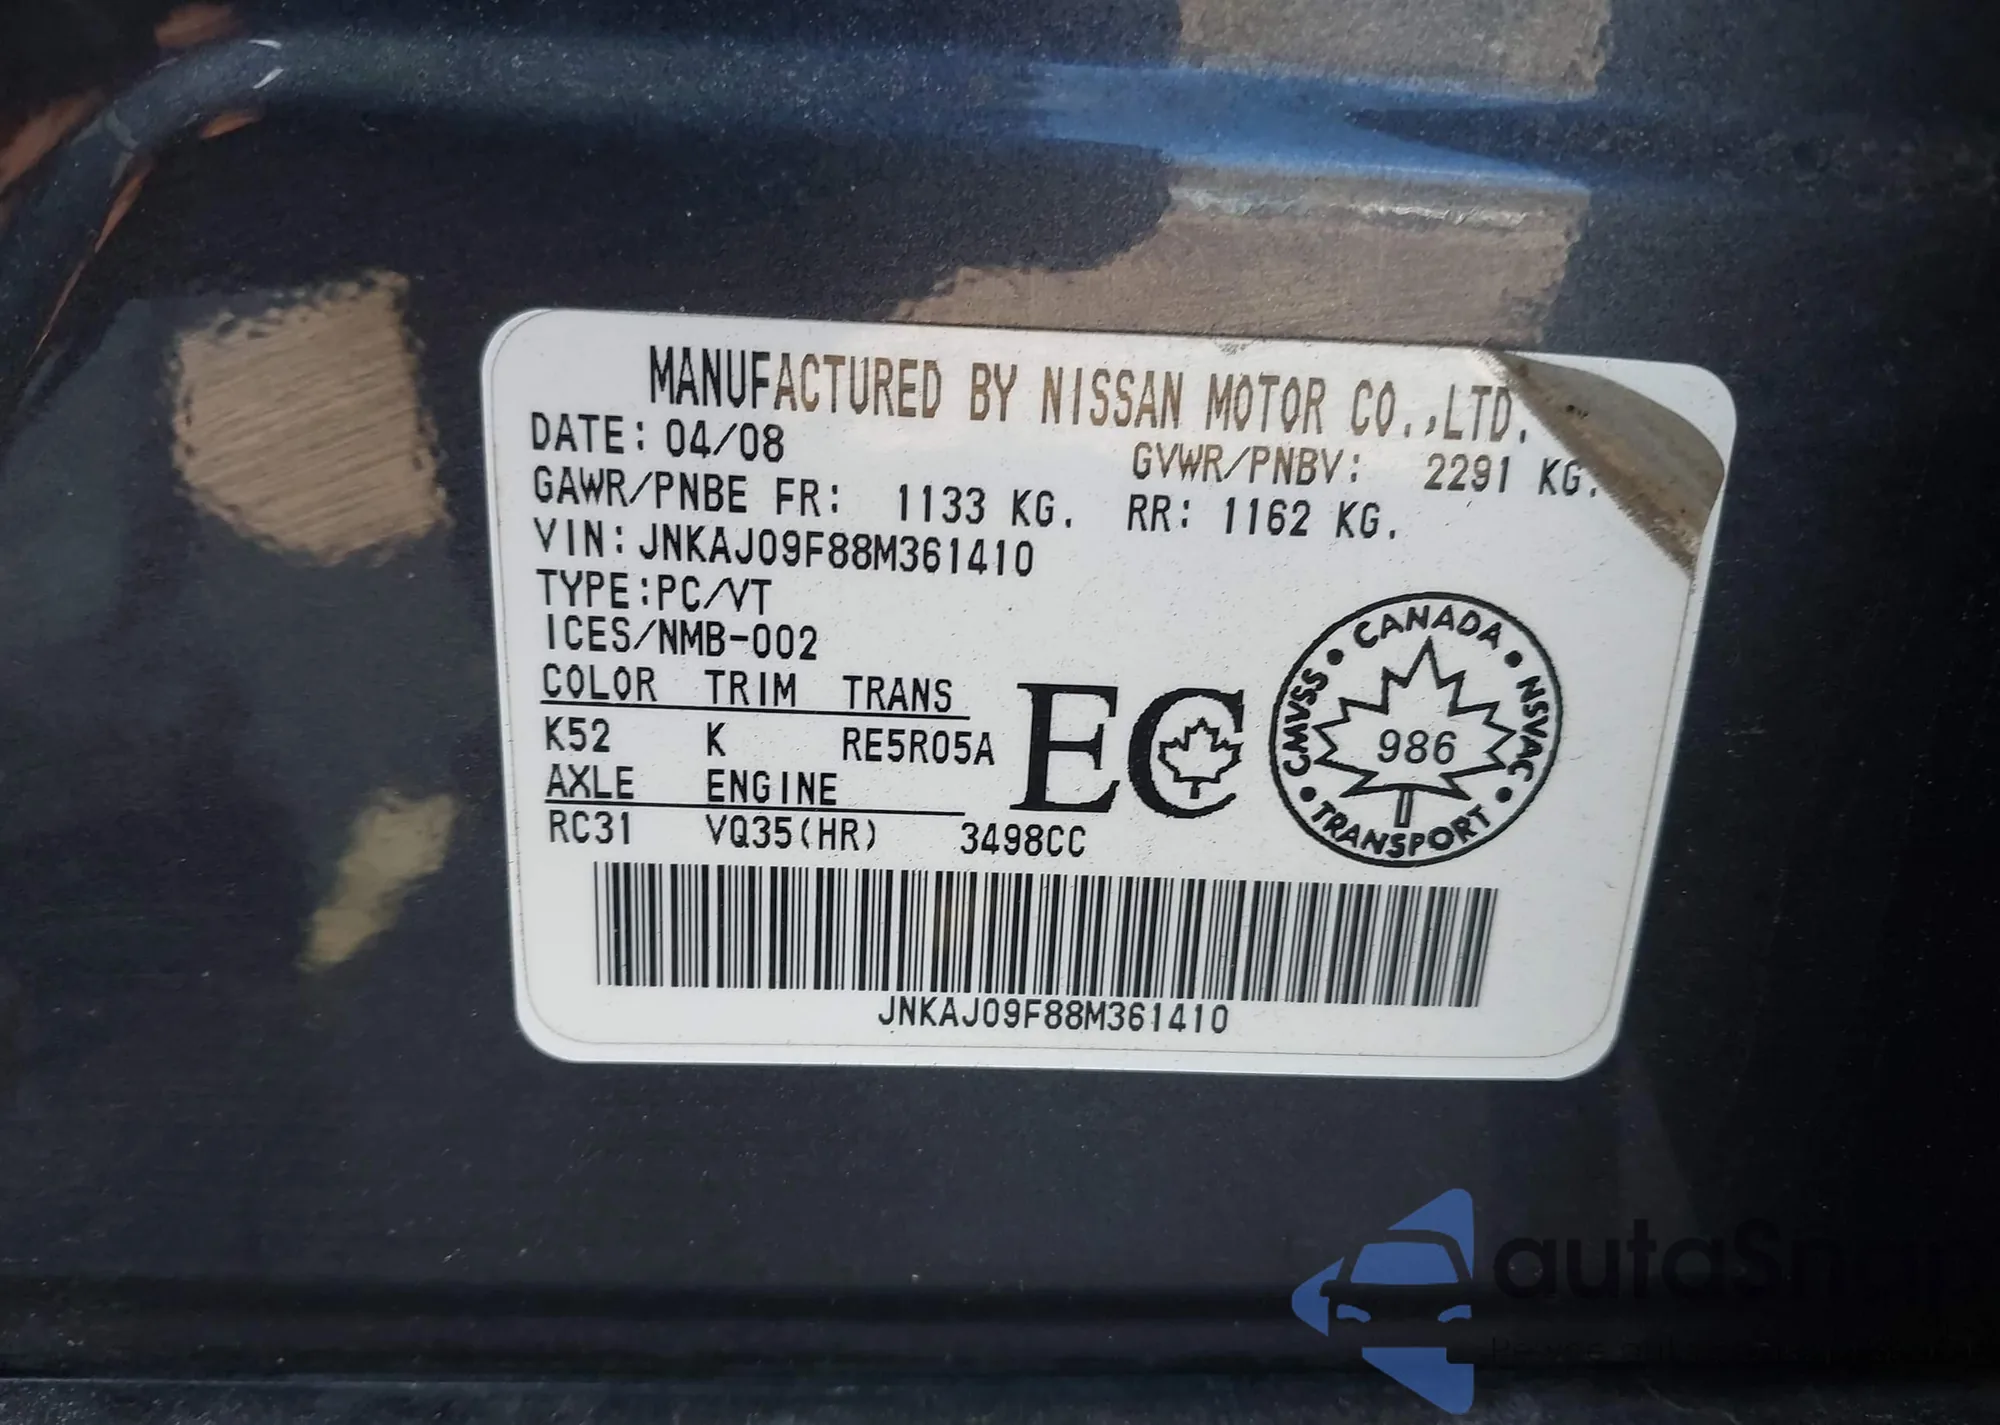 MANUFACTURED BY NISSAN MOTOR CO.,LTD.
DATE: 04/08 GVWR/PNBV: 2291 KG.
GAWR/PNBE FR: 1133 KG. RR: 1162 KG.
VIN: JNKAJ09F88M361410
TYPE:PC/VT
ICES/NMB-002
COLOR TRIM TRANS
K52 K RE5R05A
AXLE ENGINE
RC31 VQ35(HR) 3498CC
EC
CANADA
CMVSS NSVAC
986
TRANSPORT
JNKAJ09F88M361410
autaSnap